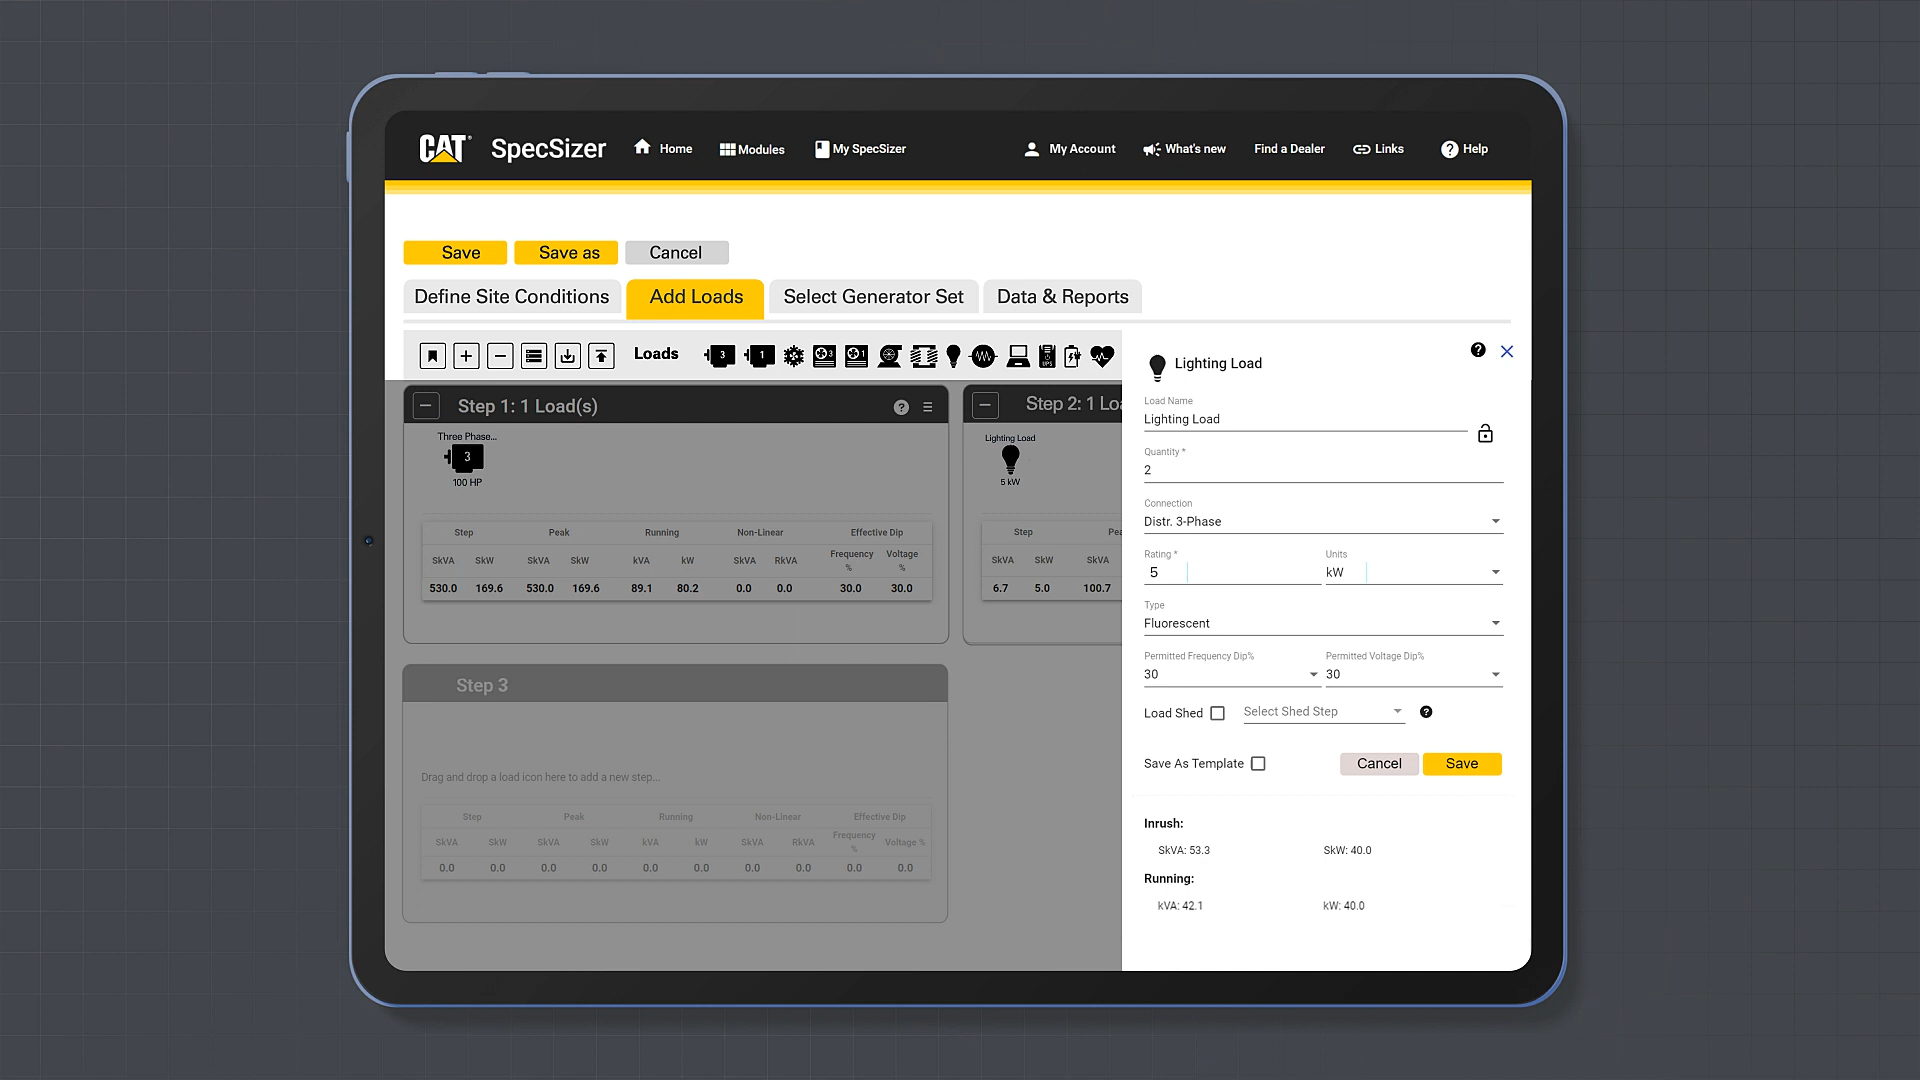 CAT SpecSizer Home Modules My SpecSizer My Account What's new Find a Dealer Links Help
Save Save as Cancel
Define Site Conditions Add Loads Select Generator Set Data & Reports
Loads 3 1 3 1 UPS
Step 1: 1 Load(s)
Three Phase...
3
100 HP
Step Peak Running Non-Linear Effective Dip
SkVA SkW SkVA SkW kVA kW SkVA RkVA Frequency % Voltage %
530.0 169.6 530.0 169.6 89.1 80.2 0.0 0.0 30.0 30.0
Step 2: 1 Loa
Lighting Load
5 kW
Step Pea
SkVA SkW SkVA
6.7 5.0 100.7
Step 3
Drag and drop a load icon here to add a new step...
Step Peak Running Non-Linear Effective Dip
SkVA SkW SkVA SkW kVA kW SkVA RkVA Frequency % Voltage %
0.0 0.0 0.0 0.0 0.0 0.0 0.0 0.0 0.0 0.0
Lighting Load
Load Name
Lighting Load
Quantity *
2
Connection
Distr. 3-Phase
Rating * Units
5 kW
Type
Fluorescent
Permitted Frequency Dip% Permitted Voltage Dip%
30 30
Load Shed Select Shed Step
Save As Template Cancel Save
Inrush:
SkVA: 53.3 SkW: 40.0
Running:
kVA: 42.1 kW: 40.0